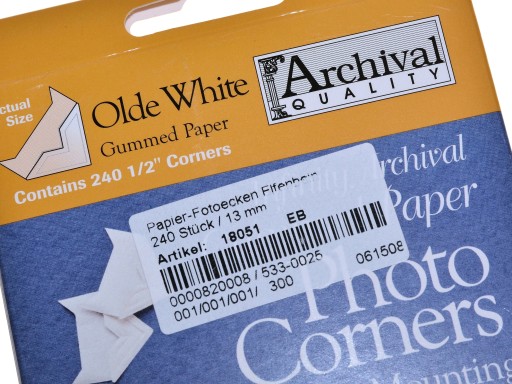 Actual
Size
Olde White
Gummed Paper
Contains 240 1/2" Corners
Archival
QUALITY
Papier-Fotoecken Elfenbein
240 Stück / 13 mm
Artikel: 18051 EB
0000820008 / 533-0025 061508
001/001/001/ 300
Archival
Paper
Photo
Corners
Mounting